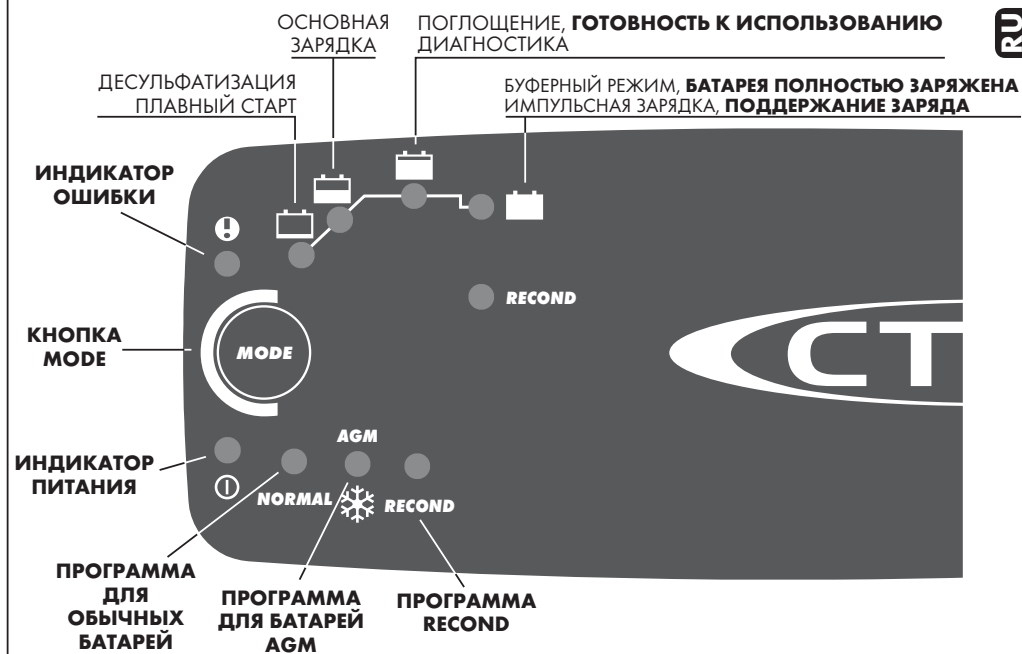 ОСНОВНАЯ
ЗАРЯДКА
ПОГЛОЩЕНИЕ, ГОТОВНОСТЬ К ИСПОЛЬЗОВАНИЮ
ДИАГНОСТИКА
RU
ДЕСУЛЬФАТИЗАЦИЯ
ПЛАВНЫЙ СТАРТ
БУФЕРНЫЙ РЕЖИМ, БАТАРЕЯ ПОЛНОСТЬЮ ЗАРЯЖЕНА
ИМПУЛЬСНАЯ ЗАРЯДКА, ПОДДЕРЖАНИЕ ЗАРЯДА
ИНДИКАТОР
ОШИБКИ
RECOND
КНОПКА
MODE
MODE
CT
AGM
ИНДИКАТОР
ПИТАНИЯ
NORMAL
RECOND
ПРОГРАММА
ДЛЯ
ОБЫЧНЫХ
БАТАРЕЙ
ПРОГРАММА
ДЛЯ БАТАРЕЙ
AGM
ПРОГРАММА
RECOND